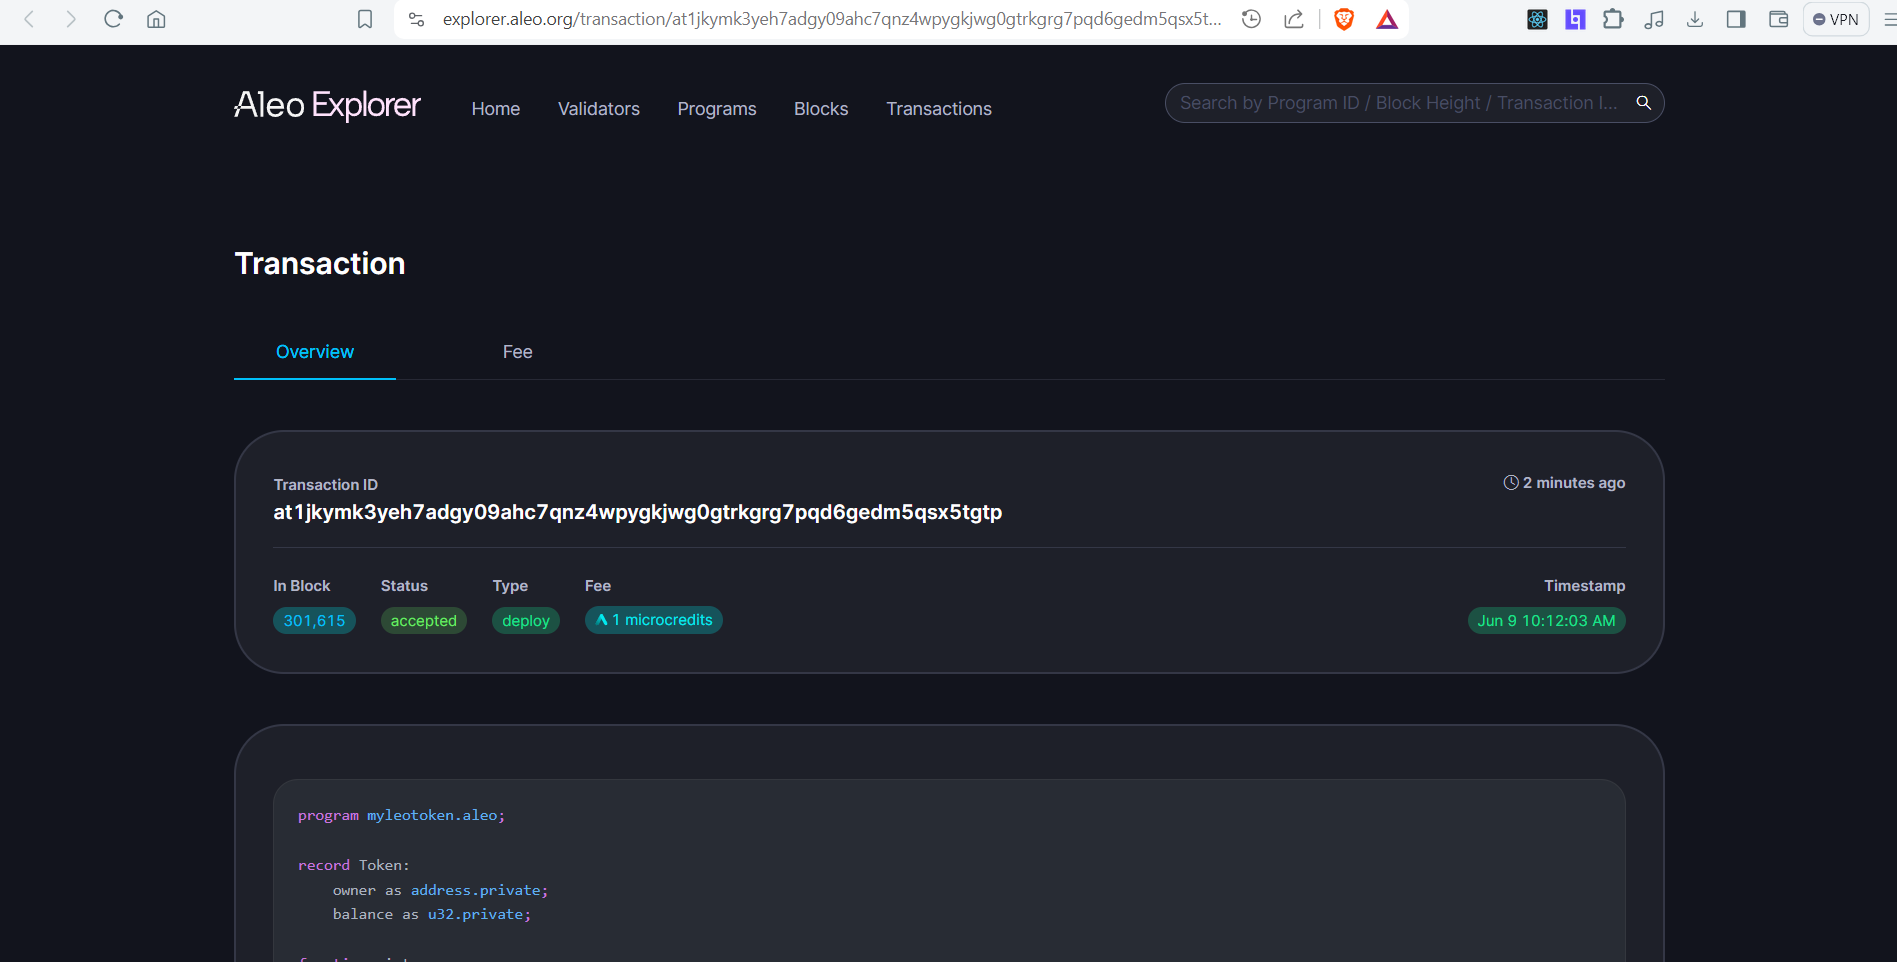 explorer.aleo.org/transaction/at1jkymk3yeh7adgy09ahc7qnz4wpygkjwg0gtrkgrg7pqd6gedm5qsx5t...
VPN
Aleo Explorer
Home
Validators
Programs
Blocks
Transactions
Search by Program ID / Block Height / Transaction I...
Transaction
Overview
Fee
Transaction ID
2 minutes ago
at1jkymk3yeh7adgy09ahc7qnz4wpygkjwg0gtrkgrg7pqd6gedm5qsx5tgtp
In Block
Status
Type
Fee
Timestamp
301,615
accepted
deploy
1 microcredits
Jun 9 10:12:03 AM
program myleotoken.aleo;
record Token:
owner as address.private;
balance as u32.private;